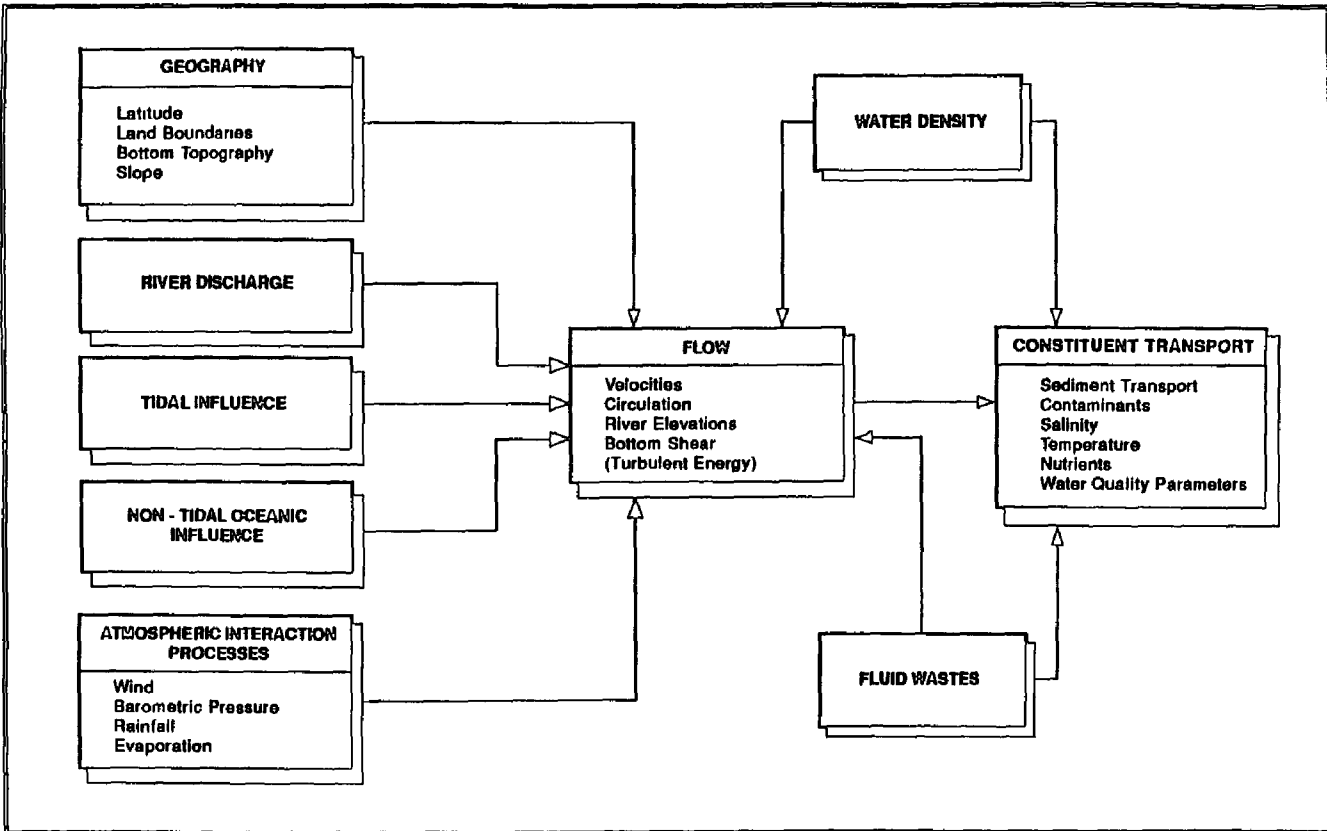 GEOGRAPHY
Latitude
Land Boundaries
Bottom Topography
Slope
RIVER DISCHARGE
TIDAL INFLUENCE
NON - TIDAL OCEANIC
INFLUENCE
ATMOSPHERIC INTERACTION
PROCESSES
Wind
Barometric Pressure
Rainfall
Evaporation
WATER DENSITY
FLOW
Velocities
Circulation
River Elevations
Bottom Shear
(Turbulent Energy)
CONSTITUENT TRANSPORT
Sediment Transport
Contaminants
Salinity
Temperature
Nutrients
Water Quality Parameters
FLUID WASTES